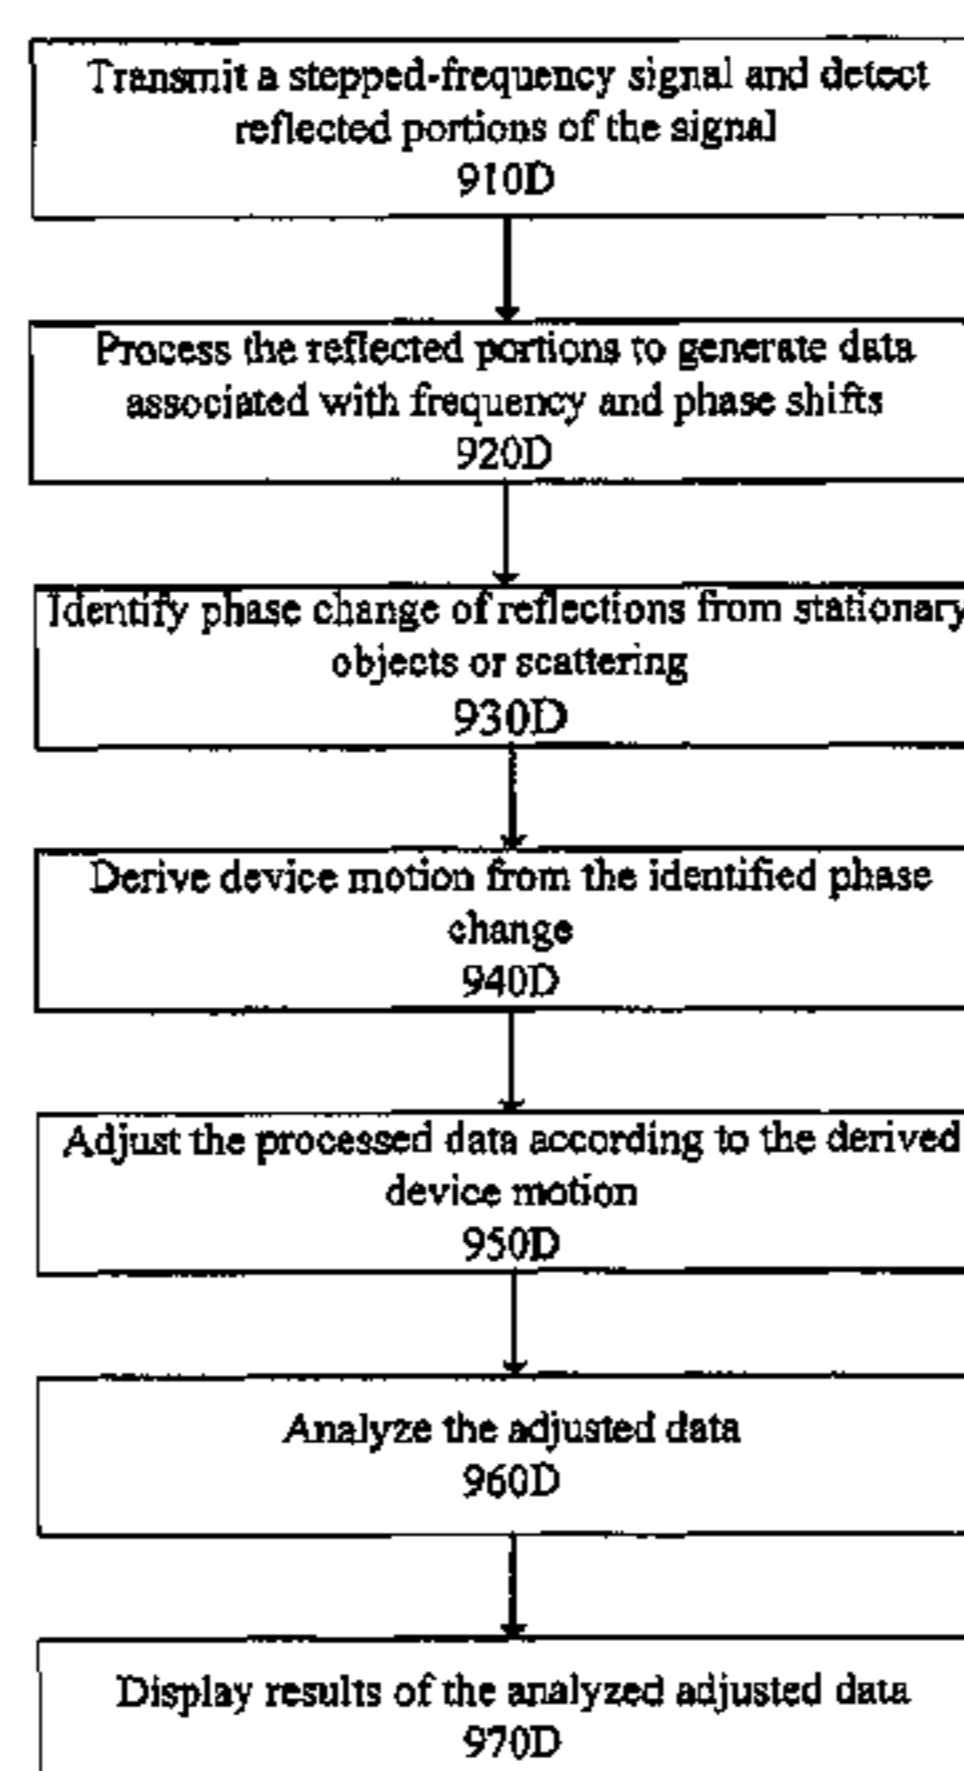 Transmit a stepped-frequency signal and detect
reflected portions of the signal
910D
Process the reflected portions to generate data
associated with frequency and phase shifts
920D
Identify phase change of reflections from stationary
objects or scattering
930D
Derive device motion from the identified phase
change
940D
Adjust the processed data according to the derived
device motion
950D
Analyze the adjusted data
960D
Display results of the analyzed adjusted data
970D